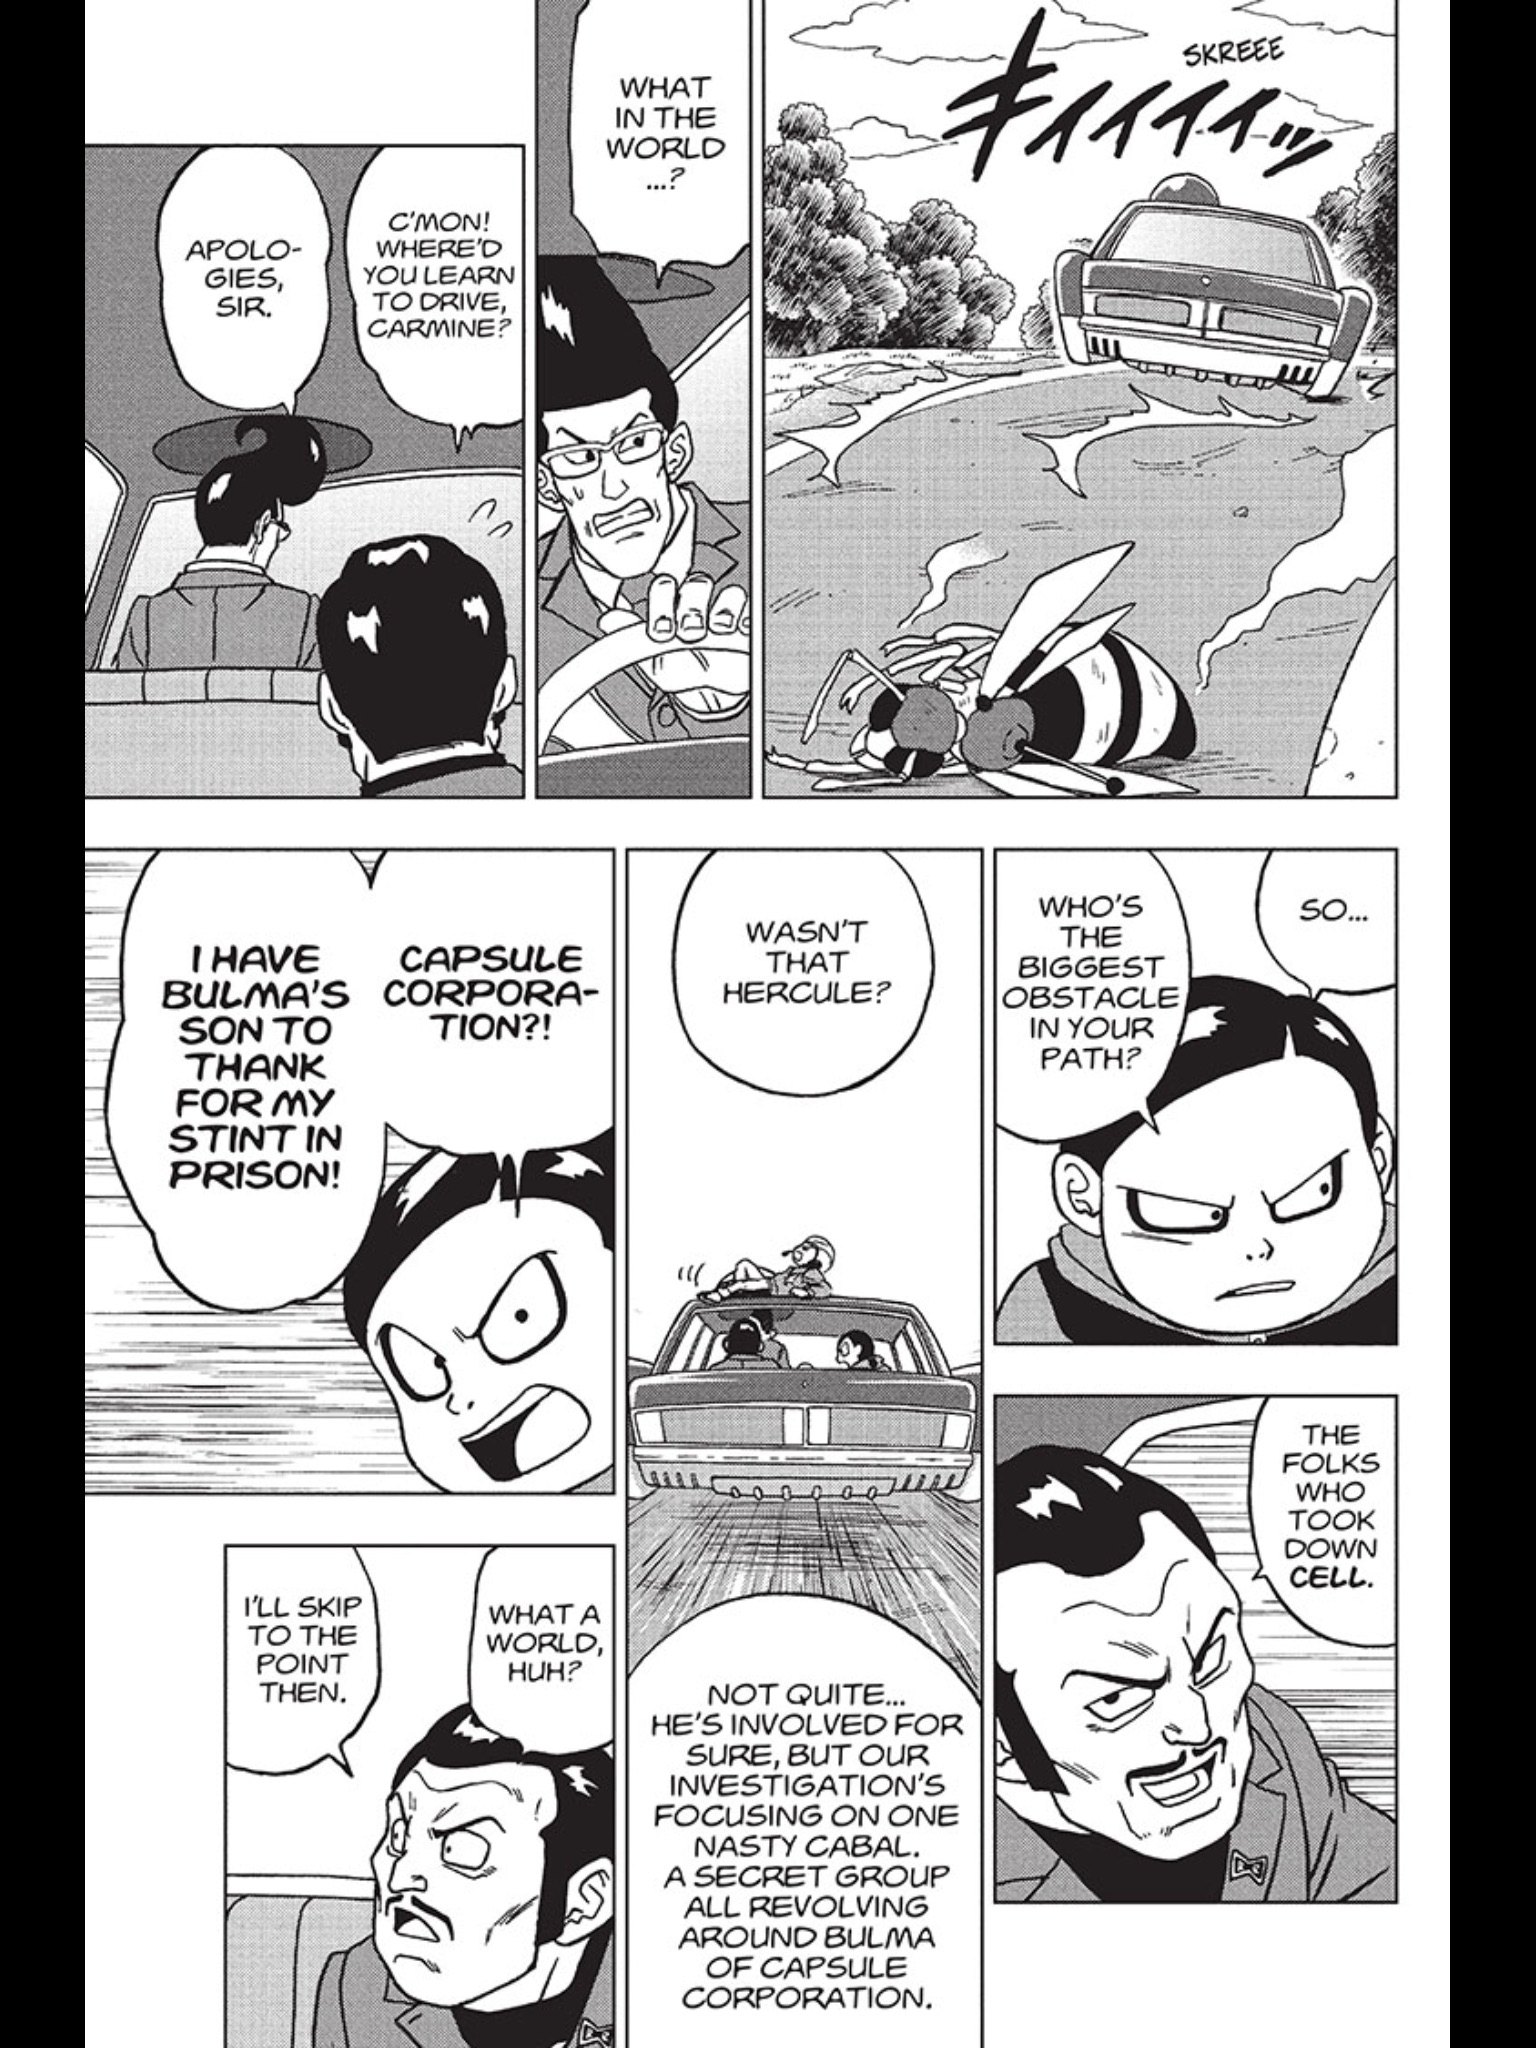 SKREEE
キイイイイッ
WHAT
IN THE
WORLD
...?
C'MON!
WHERE'D
YOU LEARN
TO DRIVE,
CARMINE?
APOLO-
GIES,
SIR.
SO...
WHO'S
THE
BIGGEST
OBSTACLE
IN YOUR
PATH?
THE
FOLKS
WHO
TOOK
DOWN
CELL.
WASN'T
THAT
HERCULE?
NOT QUITE...
HE'S INVOLVED FOR
SURE, BUT OUR
INVESTIGATION'S
FOCUSING ON ONE
NASTY CABAL.
A SECRET GROUP
ALL REVOLVING
AROUND BULMA
OF CAPSULE
CORPORATION.
CAPSULE
CORPORA-
TION?!
I HAVE
BULMA'S
SON TO
THANK
FOR MY
STINT IN
PRISON!
WHAT A
WORLD,
HUH?
I'LL SKIP
TO THE
POINT
THEN.